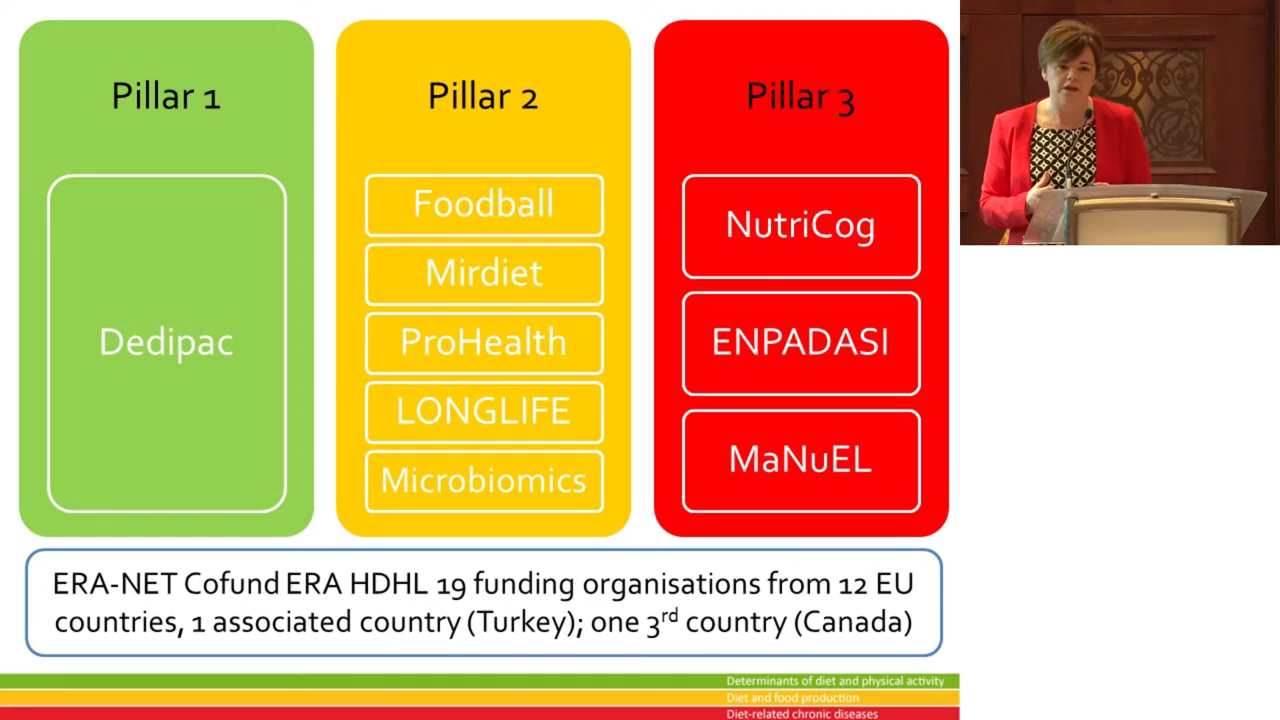 Pillar 1
Dedipac
Pillar 2
Foodball
Mirdiet
ProHealth
LONGLIFE
Microbiomics
Pillar 3
NutriCog
ENPADASI
MaNuEL
ERA-NET Cofund ERA HDHL 19 funding organisations from 12 EU
countries, 1 associated country (Turkey); one 3rd country (Canada)
Determinants of diet and physical activity
Diet and food production
Diet-related chronic diseases